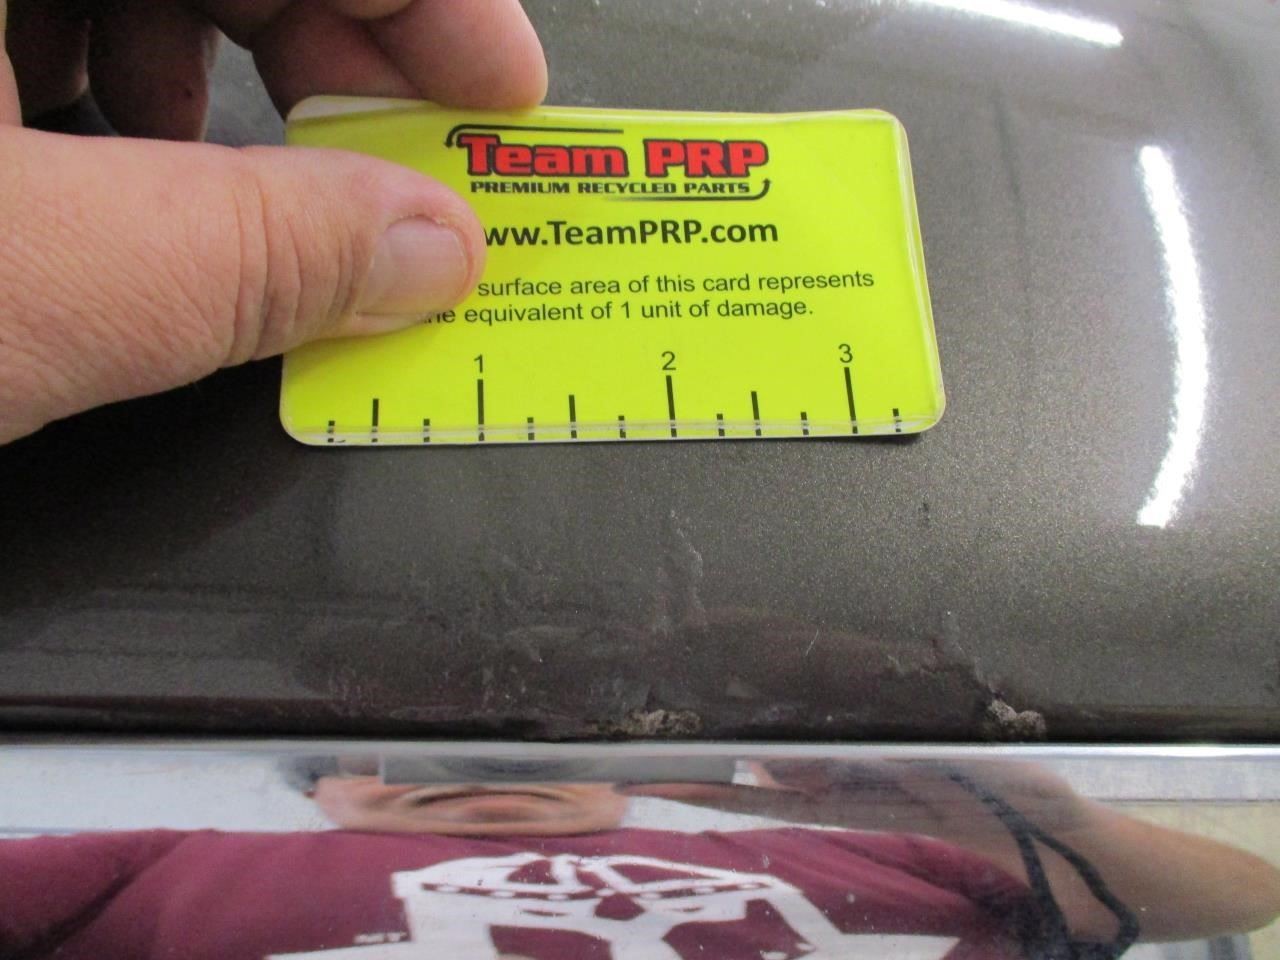 Team PRP
PREMIUM RECYCLED PARTS
ww.TeamPRP.com
surface area of this card represents
equivalent of 1 unit of damage.
1 2 3